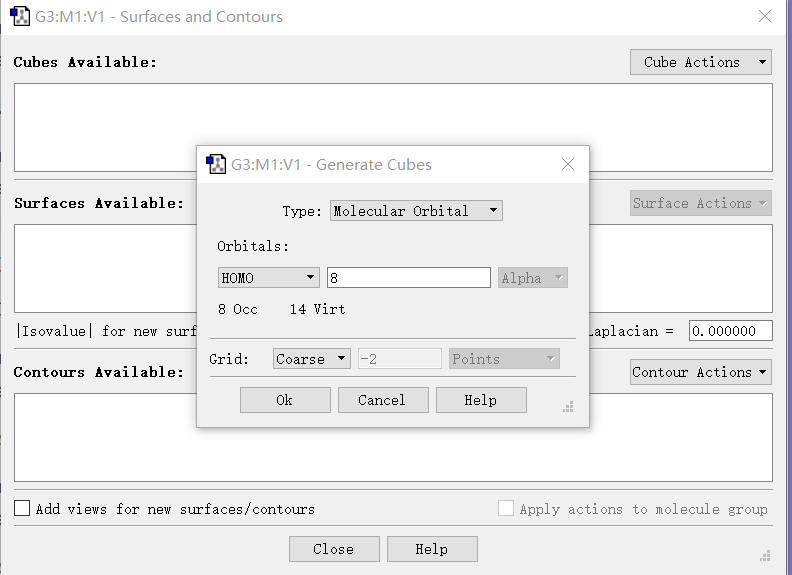 G3:M1:V1 - Surfaces and Contours
Cubes Available:
Cube Actions
G3:M1:V1 - Generate Cubes
Type: Molecular Orbital
Surfaces Available:
Surface Actions
Orbitals:
HOMO 8 Alpha
8 Occ 14 Virt
|Isovalue| for new surf
Laplacian = 0.000000
Grid: Coarse -2 Points
Contours Available:
Contour Actions
Ok Cancel Help
Add views for new surfaces/contours
Apply actions to molecule group
Close Help